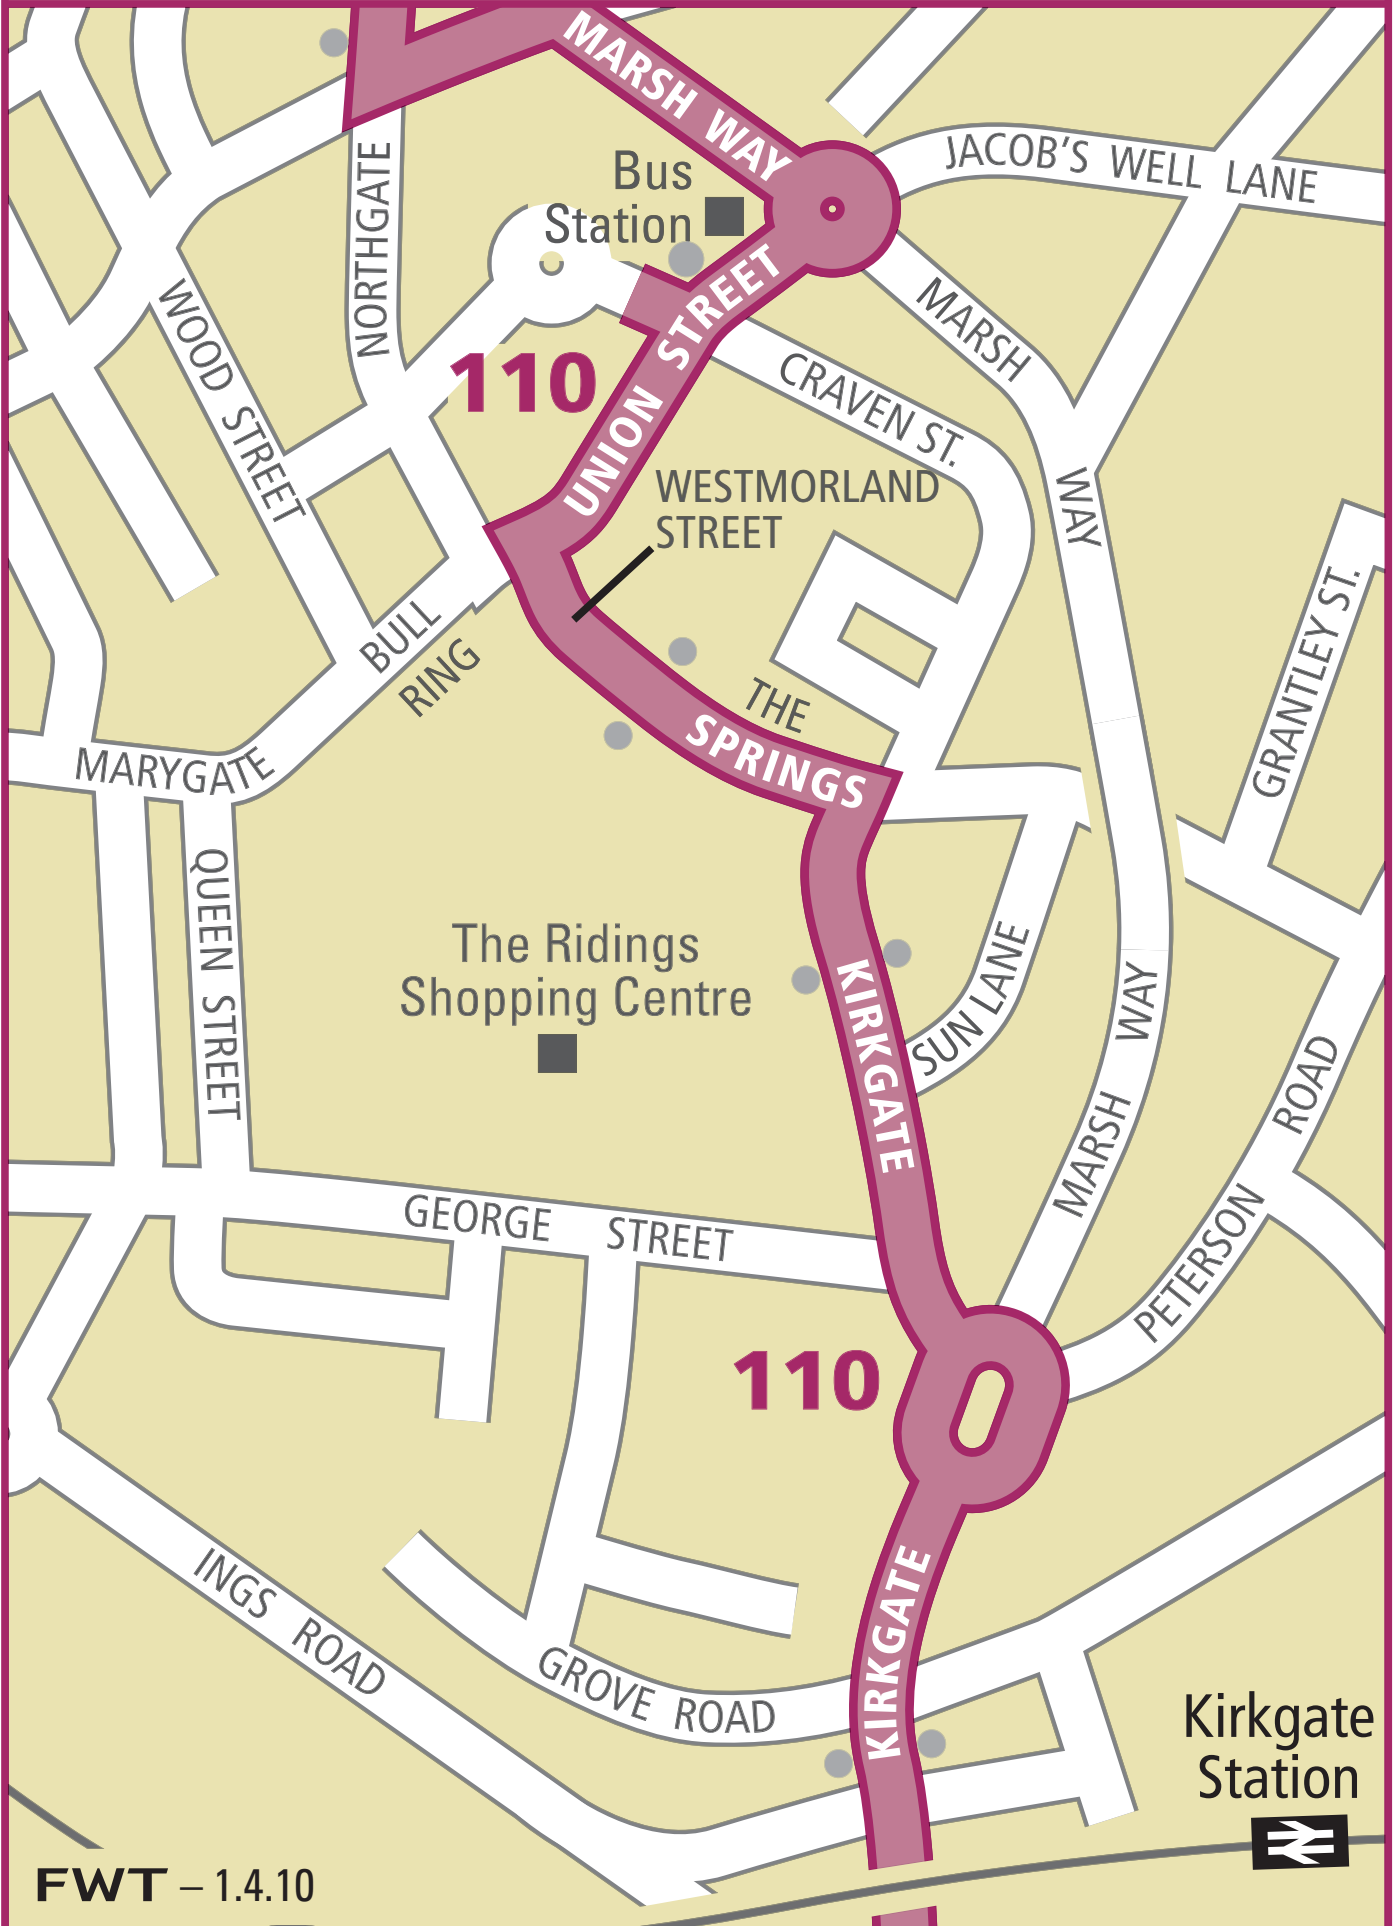 MARSH WAY
JACOB'S WELL LANE
Bus
Station
NORTHGATE
UNION STREET
MARSH
WAY
WOOD STREET
110
CRAVEN ST.
WESTMORLAND
STREET
BULL
RING
GRANTLEY ST.
THE
SPRINGS
MARYGATE
QUEEN STREET
The Ridings
Shopping Centre
KIRKGATE
SUN LANE
MARSH WAY
PETERSON ROAD
GEORGE STREET
110
INGS ROAD
GROVE ROAD
KIRKGATE
Kirkgate
Station
FWT – 1.4.10